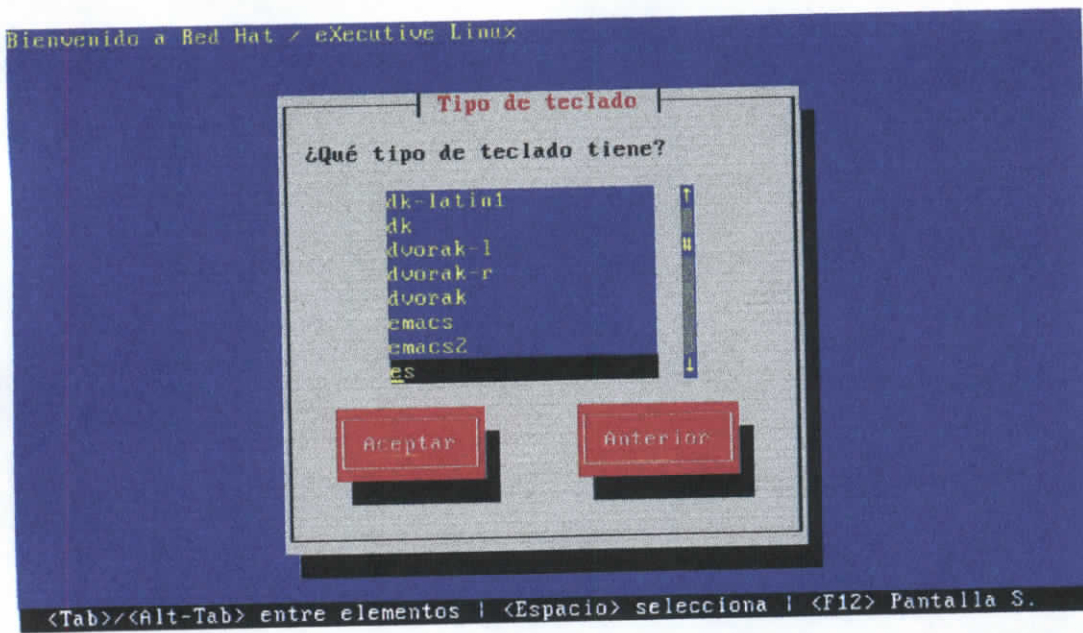 Bienvenido a Red Hat / eXecutive Linux
Tipo de teclado
¿Qué tipo de teclado tiene?
dk-latin1
dk
dvorak-l
dvorak-r
dvorak
emacs
emacs2
es
Aceptar
Anterior
<Tab>/<Alt-Tab> entre elementos | <Espacio> selecciona | <F12> Pantalla S.